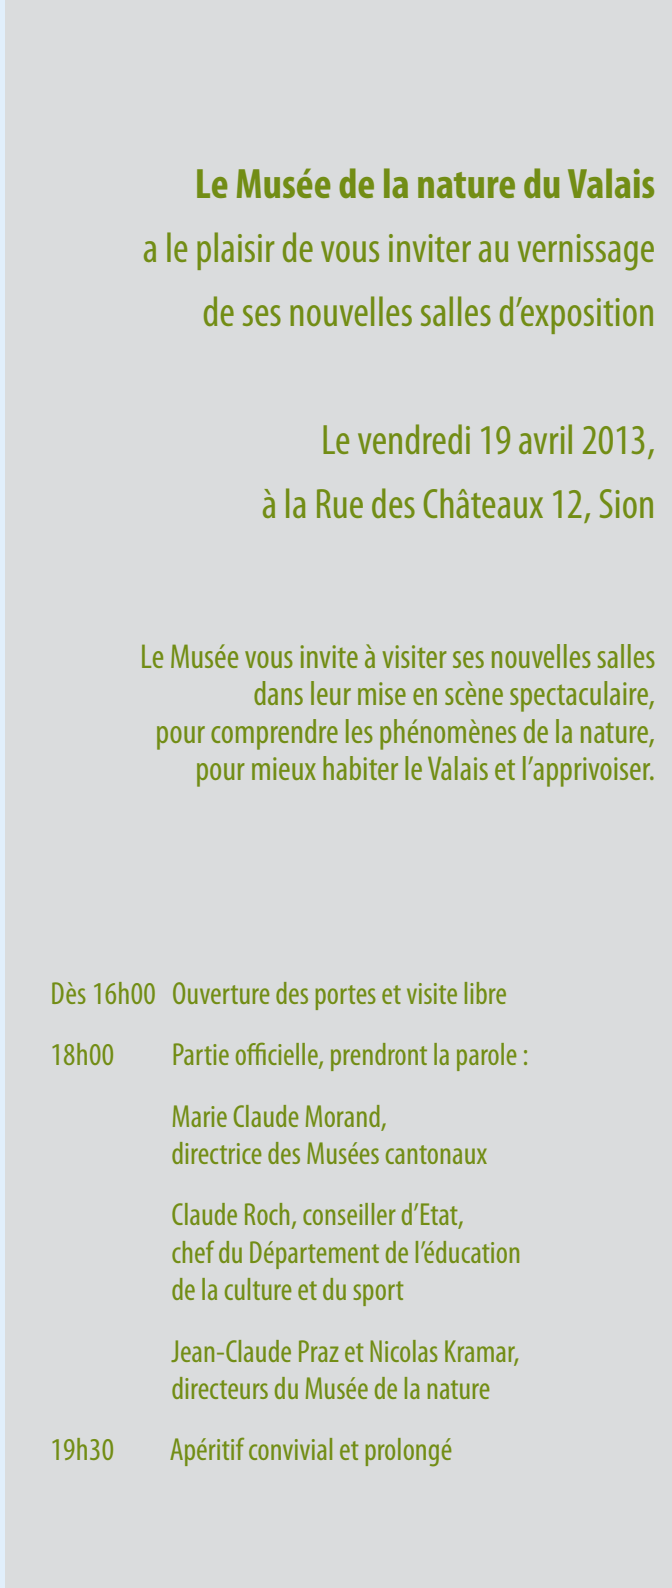 Le Musée de la nature du Valais
a le plaisir de vous inviter au vernissage
de ses nouvelles salles d’exposition
Le vendredi 19 avril 2013,
à la Rue des Châteaux 12, Sion
Le Musée vous invite à visiter ses nouvelles salles
dans leur mise en scène spectaculaire,
pour comprendre les phénomènes de la nature,
pour mieux habiter le Valais et l’apprivoiser.
Dès 16h00 Ouverture des portes et visite libre
18h00 Partie officielle, prendront la parole :
Marie Claude Morand,
directrice des Musées cantonaux
Claude Roch, conseiller d’Etat,
chef du Département de l’éducation
de la culture et du sport
Jean-Claude Praz et Nicolas Kramar,
directeurs du Musée de la nature
19h30 Apéritif convivial et prolongé